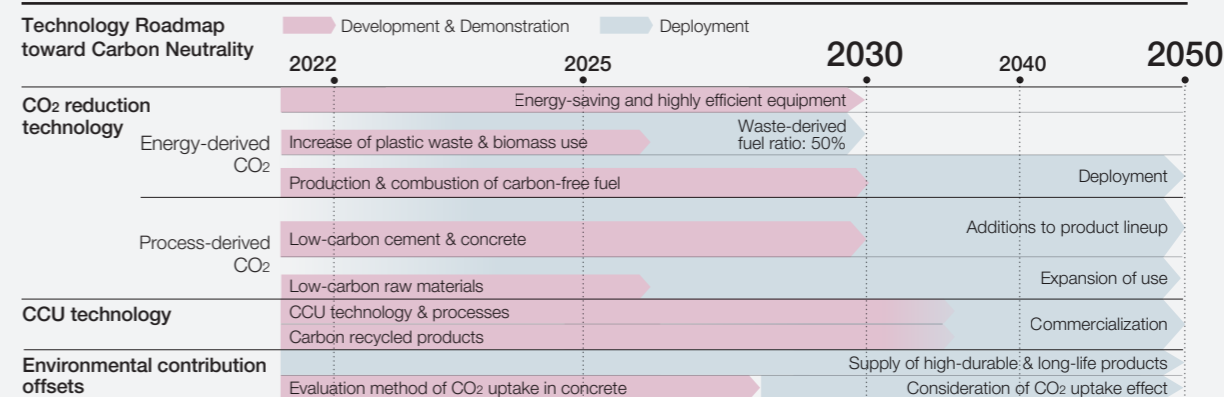 Technology Roadmap
toward Carbon Neutrality
Development & Demonstration
Deployment
2022
2025
2030
2040
2050
CO2 reduction
technology
Energy-derived
CO2
Energy-saving and highly efficient equipment
Increase of plastic waste & biomass use
Waste-derived
fuel ratio: 50%
Production & combustion of carbon-free fuel
Deployment
Process-derived
CO2
Low-carbon cement & concrete
Additions to product lineup
Low-carbon raw materials
Expansion of use
CCU technology
CCU technology & processes
Carbon recycled products
Commercialization
Environmental contribution
offsets
Supply of high-durable & long-life products
Evaluation method of CO2 uptake in concrete
Consideration of CO2 uptake effect